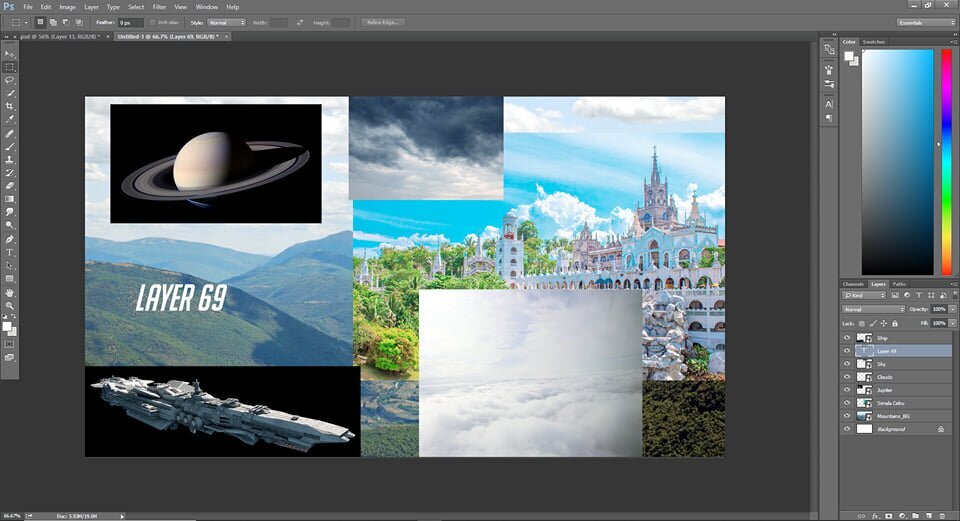 Ps File Edit Image Layer Type Select Filter View Window Help
Feather: 0 px Anti-alias Style: Normal Width: Height: Refine Edge... Essentials
.psd @ 56% (Layer 13, RGB/8) * × Untitled-1 @ 66.7% (Layer 69, RGB/8) * ×
Color Swatches
LAYER 69
Channels Layers Paths
Kind
Normal Opacity: 100%
Lock: Fill: 100%
Ship
Layer 69
Sky
Clouds
Jupiter
Simala Cebu
Mountains_BG
Background
66.67% Doc: 5.93M/19.5M